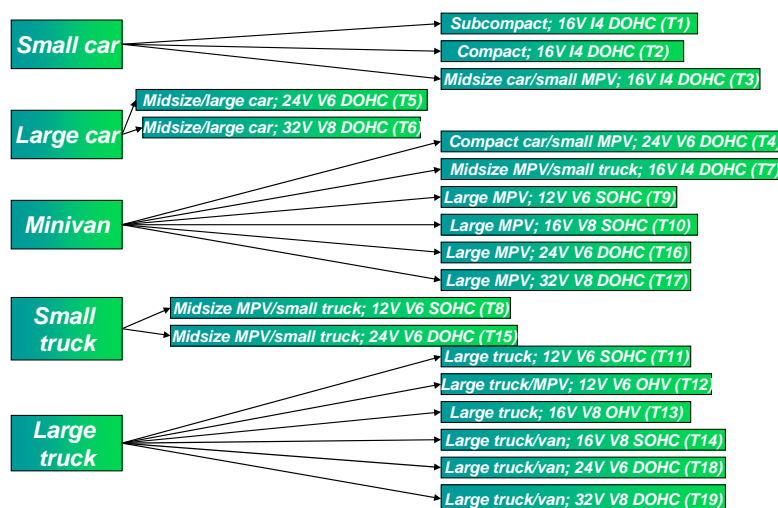 Small car
Subcompact; 16V I4 DOHC (T1)
Compact; 16V I4 DOHC (T2)
Midsize car/small MPV; 16V I4 DOHC (T3)
Large car
Midsize/large car; 24V V6 DOHC (T5)
Midsize/large car; 32V V8 DOHC (T6)
Minivan
Compact car/small MPV; 24V V6 DOHC (T4)
Midsize MPV/small truck; 16V I4 DOHC (T7)
Large MPV; 12V V6 SOHC (T9)
Large MPV; 16V V8 SOHC (T10)
Large MPV; 24V V6 DOHC (T16)
Large MPV; 32V V8 DOHC (T17)
Small
truck
Midsize MPV/small truck; 12V V6 SOHC (T8)
Midsize MPV/small truck; 24V V6 DOHC (T15)
Large
truck
Large truck; 12V V6 SOHC (T11)
Large truck/MPV; 12V V6 OHV (T12)
Large truck; 16V V8 OHV (T13)
Large truck/van; 16V V8 SOHC (T14)
Large truck/van; 24V V6 DOHC (T18)
Large truck/van; 32V V8 DOHC (T19)